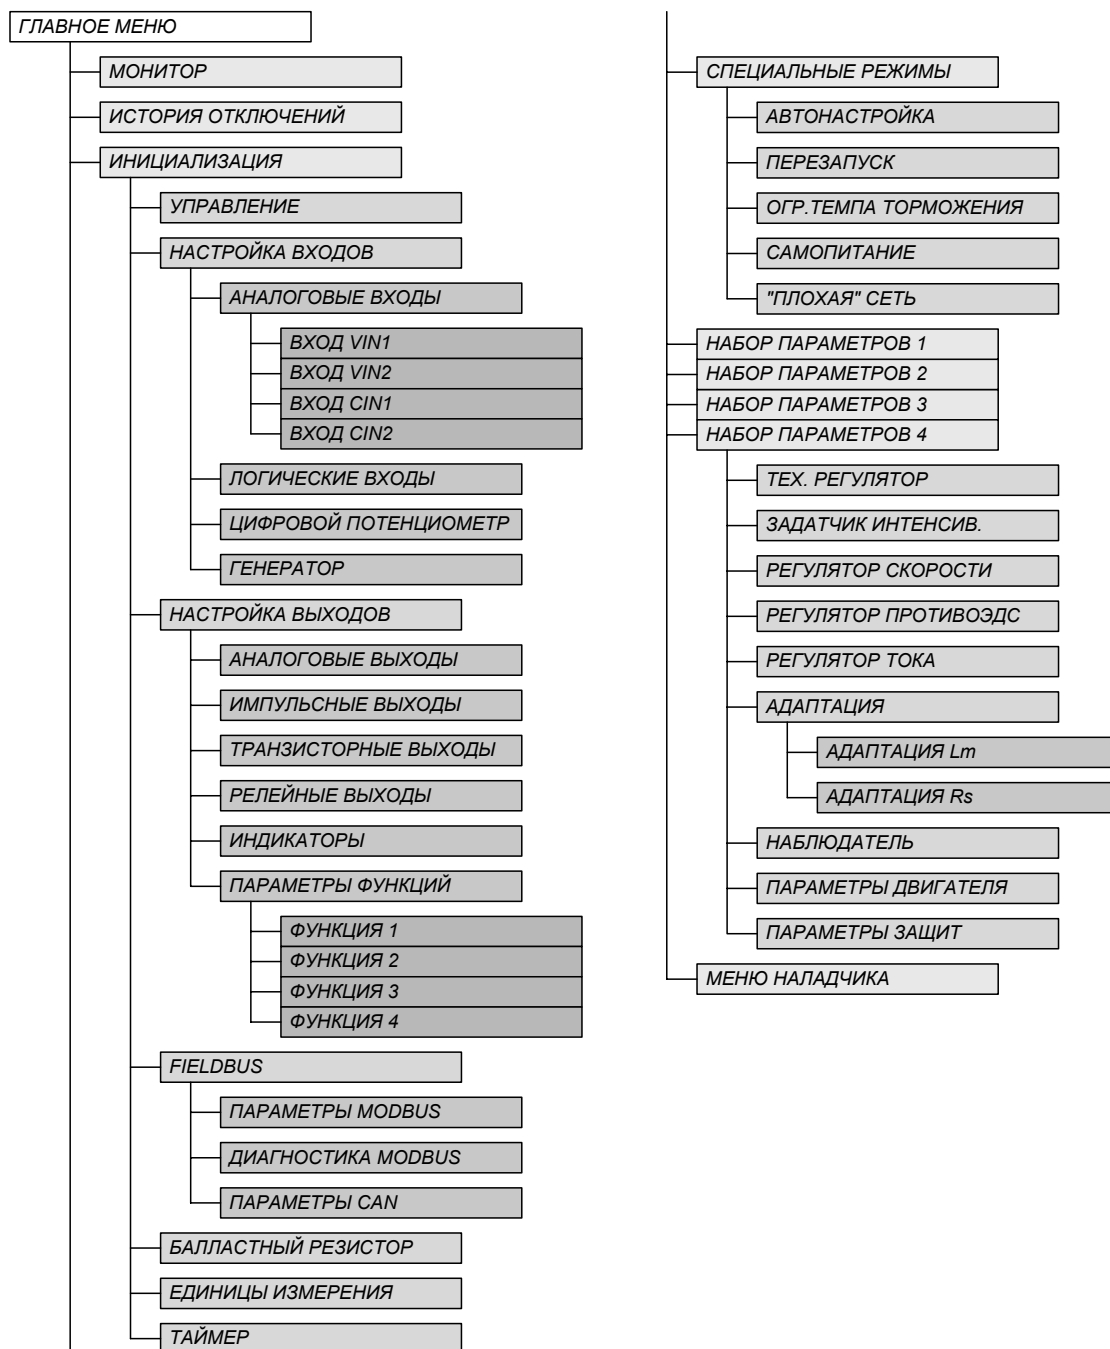 ГЛАВНОЕ МЕНЮ
МОНИТОР
ИСТОРИЯ ОТКЛЮЧЕНИЙ
ИНИЦИАЛИЗАЦИЯ
УПРАВЛЕНИЕ
НАСТРОЙКА ВХОДОВ
АНАЛОГОВЫЕ ВХОДЫ
ВХОД VIN1
ВХОД VIN2
ВХОД CIN1
ВХОД CIN2
ЛОГИЧЕСКИЕ ВХОДЫ
ЦИФРОВОЙ ПОТЕНЦИОМЕТР
ГЕНЕРАТОР
НАСТРОЙКА ВЫХОДОВ
АНАЛОГОВЫЕ ВЫХОДЫ
ИМПУЛЬСНЫЕ ВЫХОДЫ
ТРАНЗИСТОРНЫЕ ВЫХОДЫ
РЕЛЕЙНЫЕ ВЫХОДЫ
ИНДИКАТОРЫ
ПАРАМЕТРЫ ФУНКЦИЙ
ФУНКЦИЯ 1
ФУНКЦИЯ 2
ФУНКЦИЯ 3
ФУНКЦИЯ 4
FIELDBUS
ПАРАМЕТРЫ MODBUS
ДИАГНОСТИКА MODBUS
ПАРАМЕТРЫ CAN
БАЛЛАСТНЫЙ РЕЗИСТОР
ЕДИНИЦЫ ИЗМЕРЕНИЯ
ТАЙМЕР
СПЕЦИАЛЬНЫЕ РЕЖИМЫ
АВТОНАСТРОЙКА
ПЕРЕЗАПУСК
ОГР.ТЕМПА ТОРМОЖЕНИЯ
САМОПИТАНИЕ
"ПЛОХАЯ" СЕТЬ
НАБОР ПАРАМЕТРОВ 1
НАБОР ПАРАМЕТРОВ 2
НАБОР ПАРАМЕТРОВ 3
НАБОР ПАРАМЕТРОВ 4
ТЕХ. РЕГУЛЯТОР
ЗАДАТЧИК ИНТЕНСИВ.
РЕГУЛЯТОР СКОРОСТИ
РЕГУЛЯТОР ПРОТИВОЭДС
РЕГУЛЯТОР ТОКА
АДАПТАЦИЯ
АДАПТАЦИЯ Lm
АДАПТАЦИЯ Rs
НАБЛЮДАТЕЛЬ
ПАРАМЕТРЫ ДВИГАТЕЛЯ
ПАРАМЕТРЫ ЗАЩИТ
МЕНЮ НАЛАДЧИКА